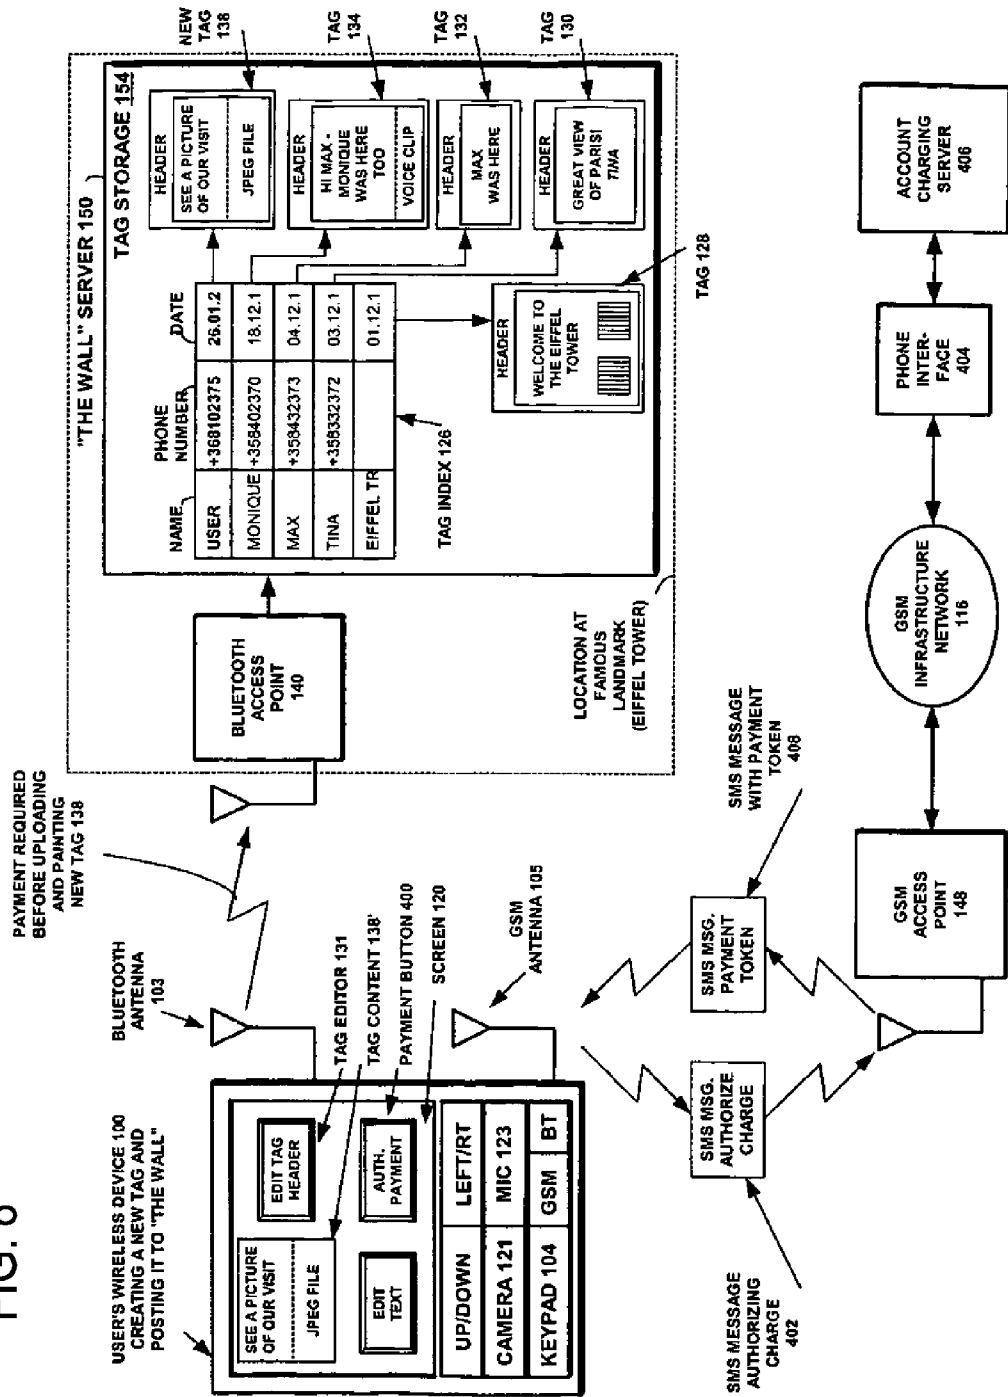 FIG.
USER'S WIRELESS DEVICE 100
CREATING A NEW TAG AND
POSTING IT TO "THE WALL"
SEE A PICTURE
OF OUR VISIT
JPEG FILE
EDIT TAG
HEADER
EDIT
TEXT
AUTH.
PAYMENT
UP/DOWN
LEFT/RT
CAMERA 121
MIC 123
KEYPAD 104
GSM
BT
BLUETOOTH
ANTENNA
103
TAG EDITOR 131
TAG CONTENT 138'
PAYMENT BUTTON 400
SCREEN 120
GSM
ANTENNA 105
PAYMENT REQUIRED
BEFORE UPLOADING
AND PAINTING
NEW TAG 138
BLUETOOTH
ACCESS
POINT
140
LOCATION AT
FAMOUS
LANDMARK
(EIFFEL TOWER)
"THE WALL" SERVER 150
TAG STORAGE 154
NAME
PHONE
NUMBER
DATE
USER +368102375 26.01.2
MONIQUE +358402370 18.12.1
MAX +358432373 04.12.1
TINA +358332372 03.12.1
EIFFEL TR 01.12.1
TAG INDEX 126
HEADER
SEE A PICTURE
OF OUR VISIT
JPEG FILE
NEW
TAG
138
HEADER
HI MAX -
MONIQUE
WAS HERE
TOO
VOICE CLIP
TAG
134
HEADER
MAX
WAS HERE
TAG
132
HEADER
GREAT VIEW
OF PARIS!
TINA
TAG
130
HEADER
WELCOME TO
THE EIFFEL
TOWER
TAG 128
SMS MESSAGE
AUTHORIZING
CHARGE
402
SMS MSG.
AUTHORIZE
CHARGE
SMS MSG.
PAYMENT
TOKEN
SMS MESSAGE
WITH PAYMENT
TOKEN
408
GSM
ACCESS
POINT
148
GSM
INFRASTRUCTURE
NETWORK
116
PHONE
INTER-
FACE
404
ACCOUNT
CHARGING
SERVER
406